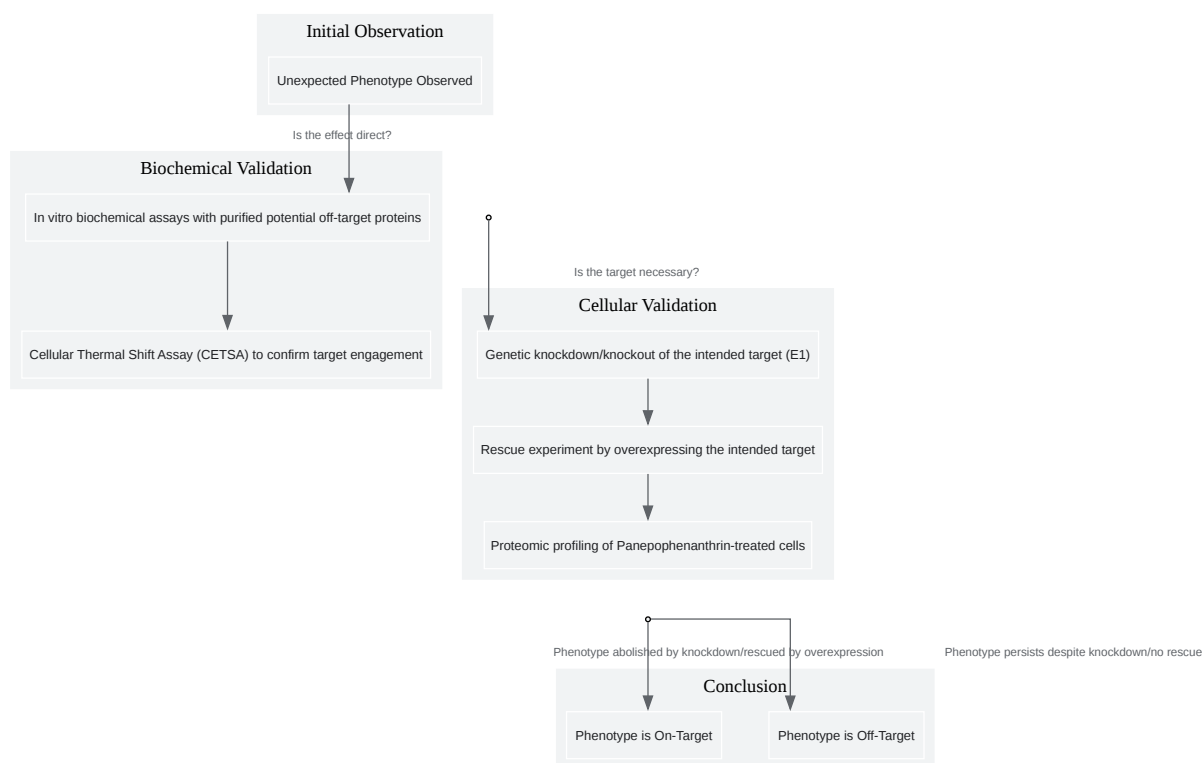 Initial Observation
Unexpected Phenotype Observed
Is the effect direct?
Biochemical Validation
In vitro biochemical assays with purified potential off-target proteins
Cellular Thermal Shift Assay (CETSA) to confirm target engagement
Is the target necessary?
Cellular Validation
Genetic knockdown/knockout of the intended target (E1)
Rescue experiment by overexpressing the intended target
Proteomic profiling of Panepophenanthrin-treated cells
Phenotype abolished by knockdown/rescued by overexpression
Phenotype persists despite knockdown/no rescue
Conclusion
Phenotype is On-Target
Phenotype is Off-Target